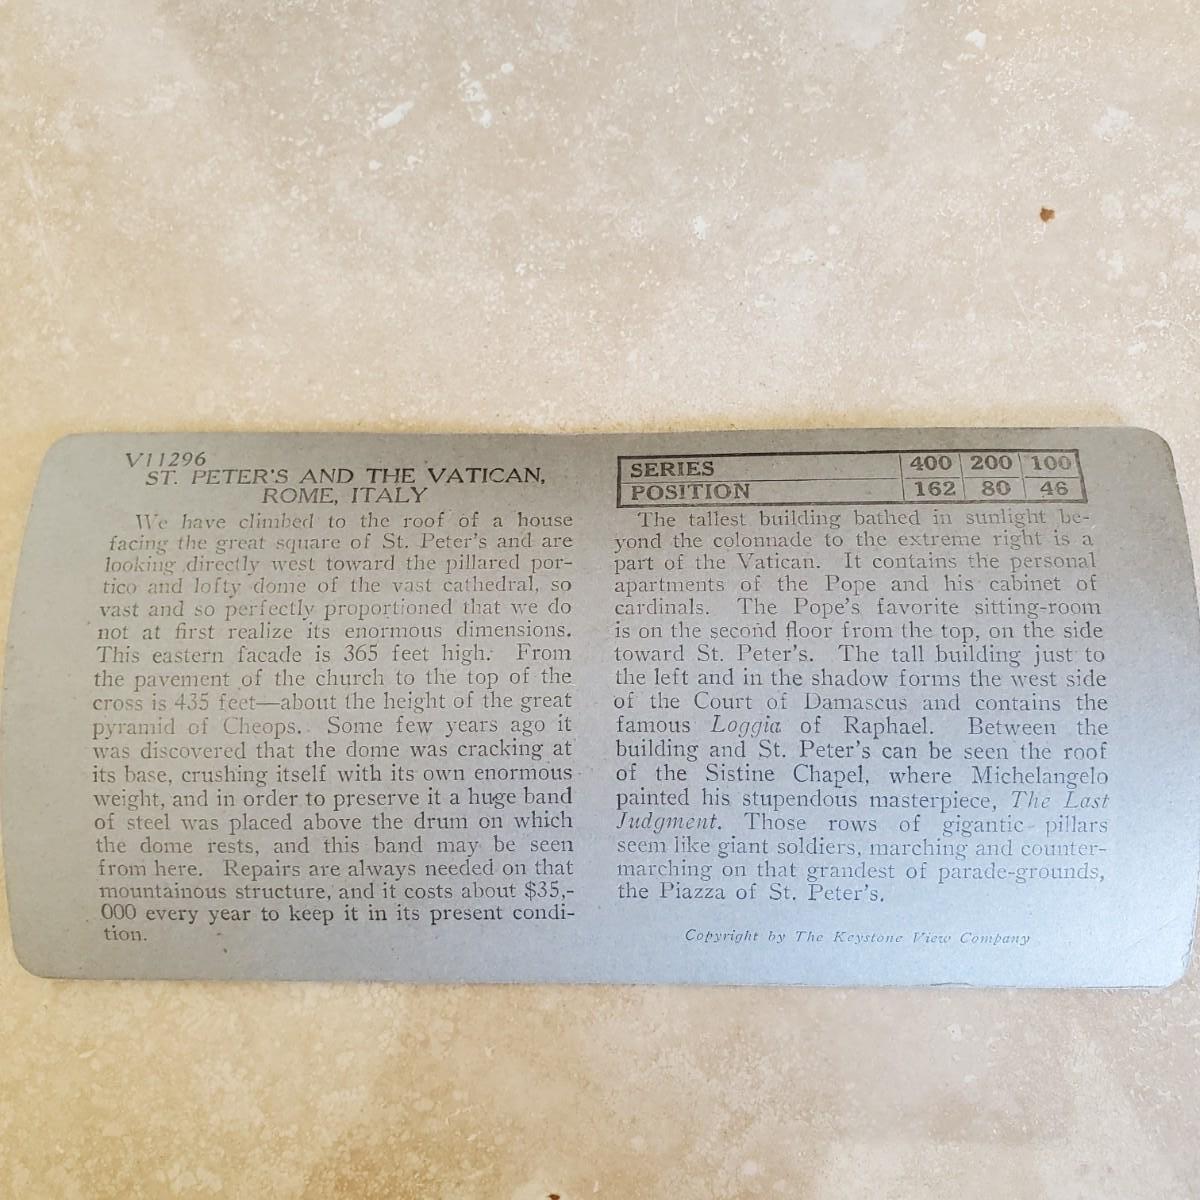 V11296
ST. PETER'S AND THE VATICAN,
ROME, ITALY
We have climbed to the roof of a house
facing the great square of St. Peter's and are
looking directly west toward the pillared por-
tico and lofty dome of the vast cathedral, so
vast and so perfectly proportioned that we do
not at first realize its enormous dimensions.
This eastern facade is 365 feet high. From
the pavement of the church to the top of the
cross is 435 feet—about the height of the great
pyramid of Cheops. Some few years ago it
was discovered that the dome was cracking at
its base, crushing itself with its own enormous
weight, and in order to preserve it a huge band
of steel was placed above the drum on which
the dome rests, and this band may be seen
from here. Repairs are always needed on that
mountainous structure, and it costs about $35,-
000 every year to keep it in its present condi-
tion.
SERIES 400 200 100
POSITION 162 80 46
The tallest building bathed in sunlight be-
yond the colonnade to the extreme right is a
part of the Vatican. It contains the personal
apartments of the Pope and his cabinet of
cardinals. The Pope's favorite sitting-room
is on the second floor from the top, on the side
toward St. Peter's. The tall building just to
the left and in the shadow forms the west side
of the Court of Damascus and contains the
famous Loggia of Raphael. Between the
building and St. Peter's can be seen the roof
of the Sistine Chapel, where Michelangelo
painted his stupendous masterpiece, The Last
Judgment. Those rows of gigantic pillars
seem like giant soldiers, marching and counter-
marching on that grandest of parade-grounds,
the Piazza of St. Peter's.
Copyright by The Keystone View Company